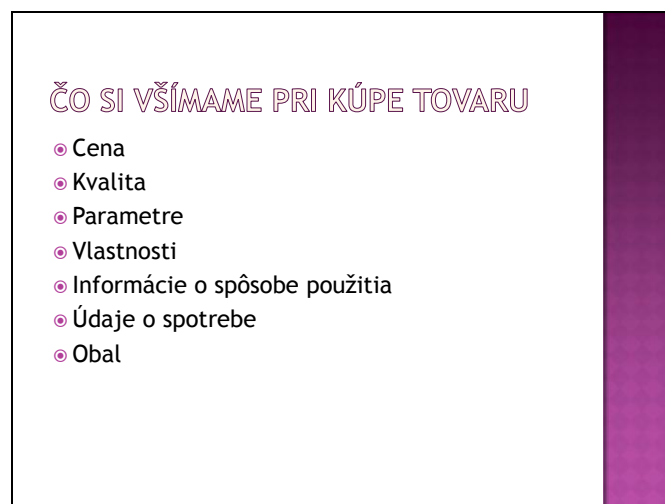 ČO SI VŠÍMAME PRI KÚPE TOVARU
Cena
Kvalita
Parametre
Vlastnosti
Informácie o spôsobe použitia
Údaje o spotrebe
Obal